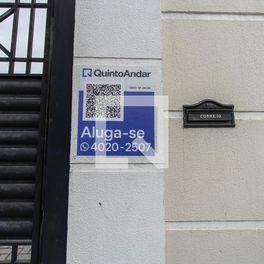 QuintoAndar
Aluga-se
4020-2507
CORREIO